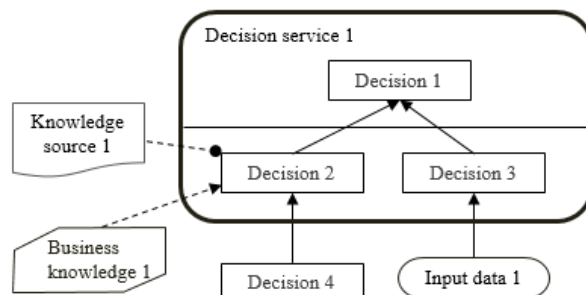 Decision service 1
Decision 1
Knowledge
source 1
Decision 2
Decision 3
Business
knowledge 1
Decision 4
Input data 1